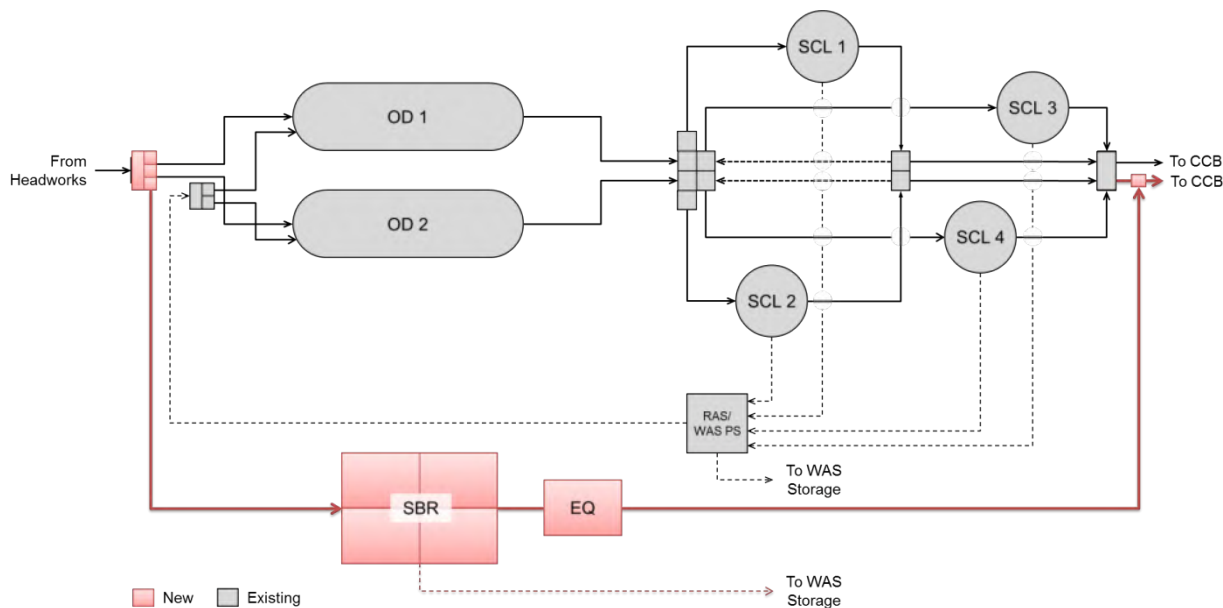 SCL 1
OD 1
SCL 3
From
Headworks
To CCB
To CCB
OD 2
SCL 4
SCL 2
RAS/
WAS PS
To WAS
Storage
SBR
EQ
To WAS
Storage
New
Existing